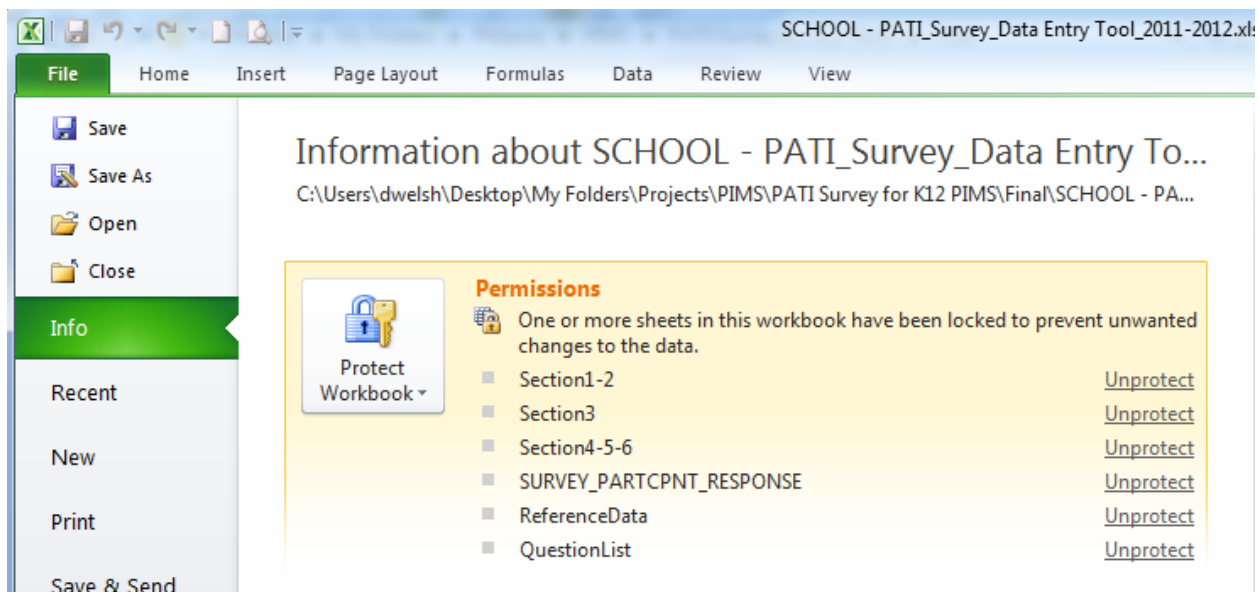 SCHOOL - PATI_Survey_Data Entry Tool_2011-2012.xls
File Home Insert Page Layout Formulas Data Review View
Save
Save As
Open
Close
Info
Recent
New
Print
Save & Send
Information about SCHOOL - PATI_Survey_Data Entry To...
C:\Users\dwelsh\Desktop\My Folders\Projects\PIMS\PATI Survey for K12 PIMS\Final\SCHOOL - PA...
Protect
Workbook
Permissions
One or more sheets in this workbook have been locked to prevent unwanted
changes to the data.
Section1-2 Unprotect
Section3 Unprotect
Section4-5-6 Unprotect
SURVEY_PARTCPNT_RESPONSE Unprotect
ReferenceData Unprotect
QuestionList Unprotect